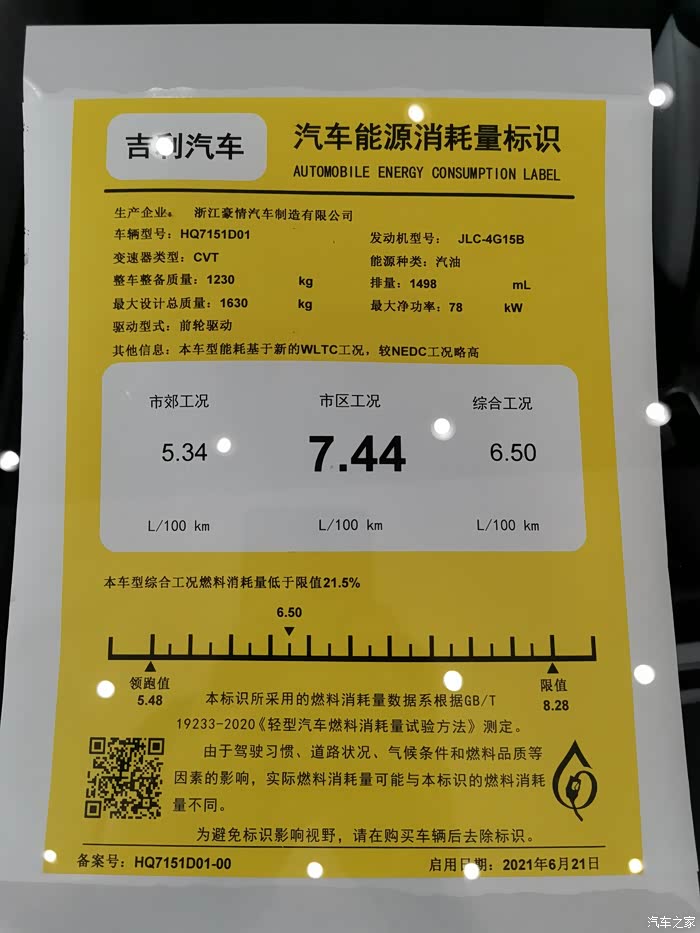 吉利汽车
汽车能源消耗量标识
AUTOMOBILE ENERGY CONSUMPTION LABEL
生产企业: 浙江豪情汽车制造有限公司
车辆型号: HQ7151D01 发动机型号: JLC-4G15B
变速器类型: CVT 能源种类: 汽油
整车整备质量: 1230 kg 排量: 1498 mL
最大设计总质量: 1630 kg 最大净功率: 78 kW
驱动型式: 前轮驱动
其他信息: 本车型能耗基于新的WLTC工况, 较NEDC工况略高
市郊工况 市区工况 综合工况
5.34 7.44 6.50
L/100 km L/100 km L/100 km
本车型综合工况燃料消耗量低于限值21.5%
6.50
领跑值 限值
5.48 8.28
本标识所采用的燃料消耗量数据系根据GB/T
19233-2020《轻型汽车燃料消耗量试验方法》测定。
由于驾驶习惯、道路状况、气候条件和燃料品质等
因素的影响, 实际燃料消耗量可能与本标识的燃料消耗
量不同。
为避免标识影响视野, 请在购买车辆后去除标识。
备案号: HQ7151D01-00 启用日期: 2021年6月21日
汽车之家